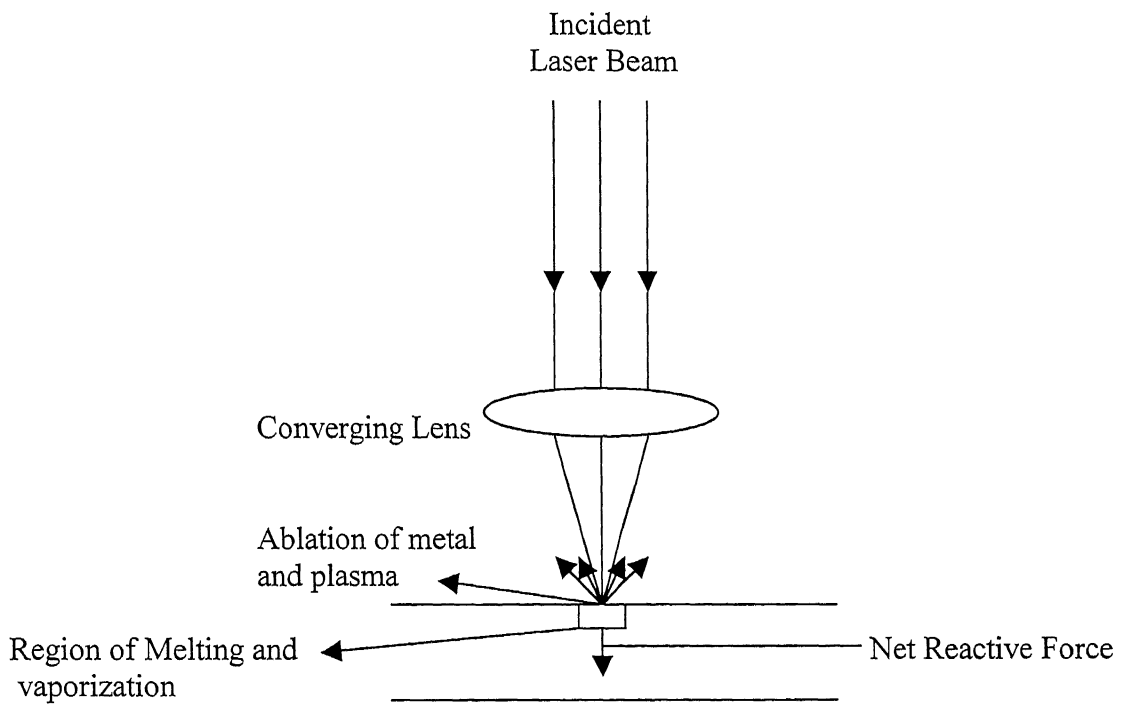 Incident
Laser Beam
Converging Lens
Ablation of metal
and plasma
Region of Melting and
vaporization
Net Reactive Force